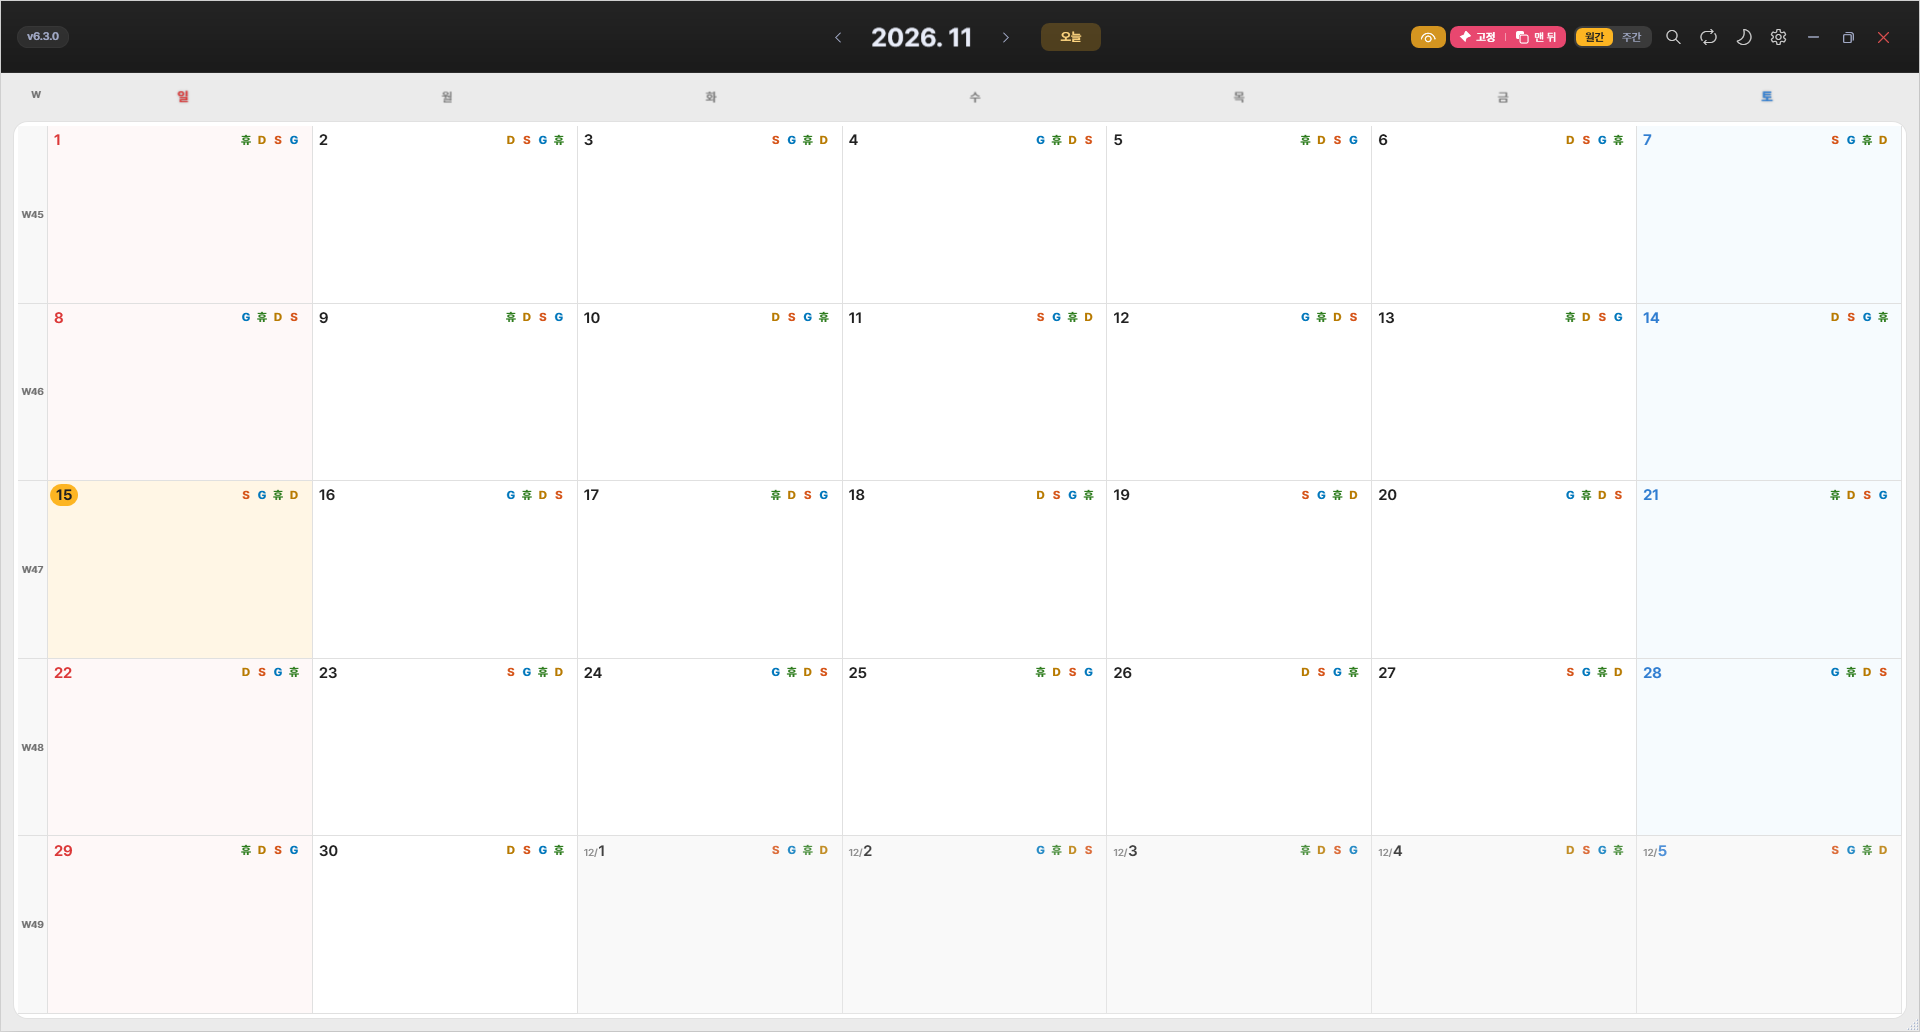 v6.3.0 2026. 11 오늘 고정 맨 뒤 월간 주간
W 일 월 화 수 목 금 토
1 휴 D S G 2 D S G 휴 3 S G 휴 D 4 G 휴 D S 5 휴 D S G 6 D S G 휴 7 S G 휴 D
W45
8 G 휴 D S 9 휴 D S G 10 D S G 휴 11 S G 휴 D 12 G 휴 D S 13 휴 D S G 14 D S G 휴
W46
15 S G 휴 D 16 G 휴 D S 17 휴 D S G 18 D S G 휴 19 S G 휴 D 20 G 휴 D S 21 휴 D S G
W47
22 D S G 휴 23 S G 휴 D 24 G 휴 D S 25 휴 D S G 26 D S G 휴 27 S G 휴 D 28 G 휴 D S
W48
29 휴 D S G 30 D S G 휴 12/1 S G 휴 D 12/2 G 휴 D S 12/3 휴 D S G 12/4 D S G 휴 12/5 S G 휴 D
W49